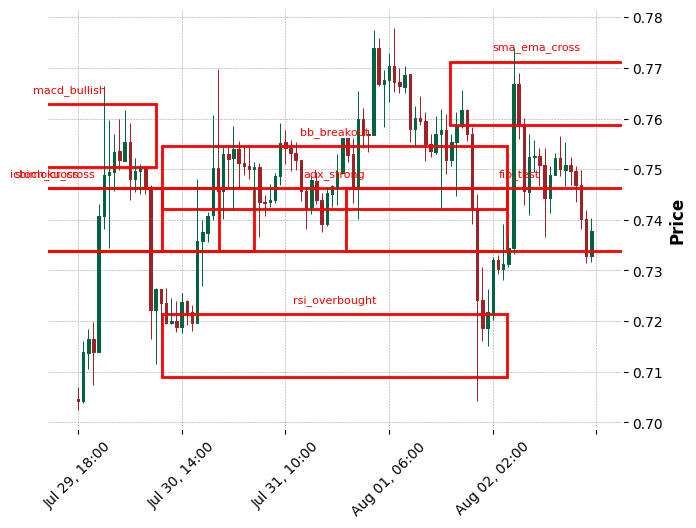 sma_ema_cross
macd_bullish
bb_breakout
stoch_cross
adx_strong
fib_test
rsi_overbought
0.78
0.77
0.76
0.75
0.74
0.73
0.72
0.71
0.70
Price
Jul 29, 18:00
Jul 30, 14:00
Jul 31, 10:00
Aug 01, 06:00
Aug 02, 02:00